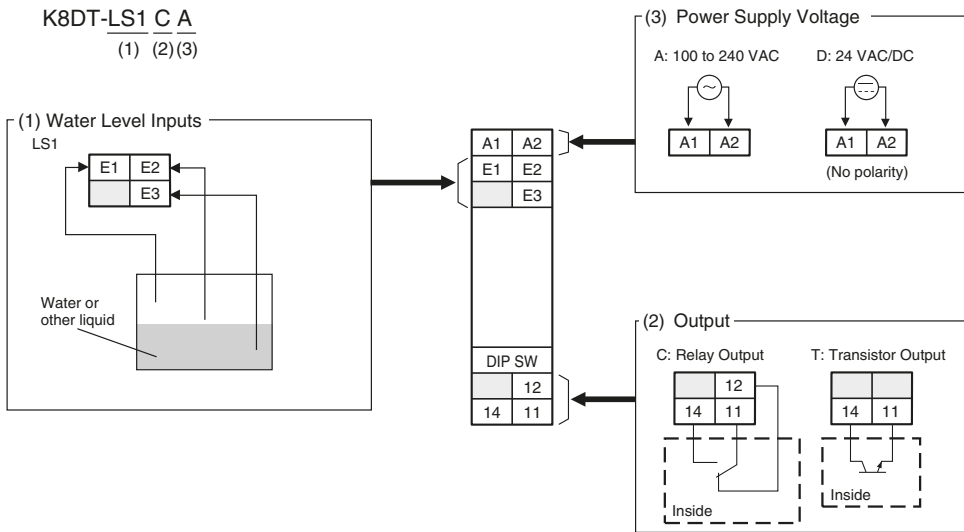 K8DT-LS1 C A
(1) (2) (3)
(1) Water Level Inputs
LS1
E1 E2
E3
Water or
other liquid
A1 A2
E1 E2
E3
DIP SW
12
14 11
(3) Power Supply Voltage
A: 100 to 240 VAC D: 24 VAC/DC
A1 A2 A1 A2
(No polarity)
(2) Output
C: Relay Output T: Transistor Output
12
14 11 14 11
Inside Inside